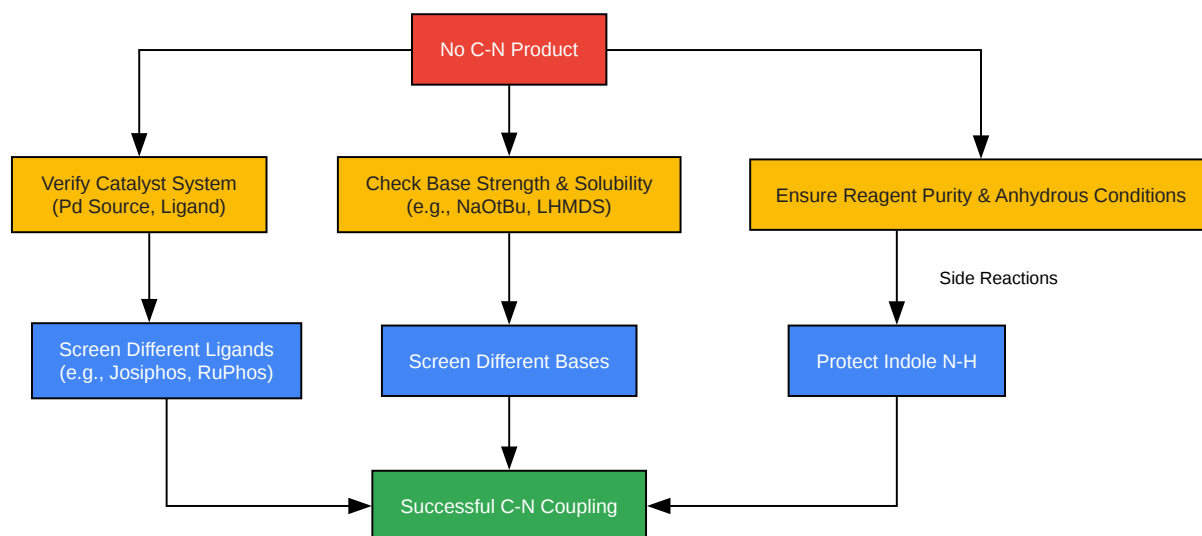 No C-N Product
Verify Catalyst System
(Pd Source, Ligand)
Check Base Strength & Solubility
(e.g., NaOtBu, LHMDS)
Ensure Reagent Purity & Anhydrous Conditions
Side Reactions
Screen Different Ligands
(e.g., Josiphos, RuPhos)
Screen Different Bases
Protect Indole N-H
Successful C-N Coupling